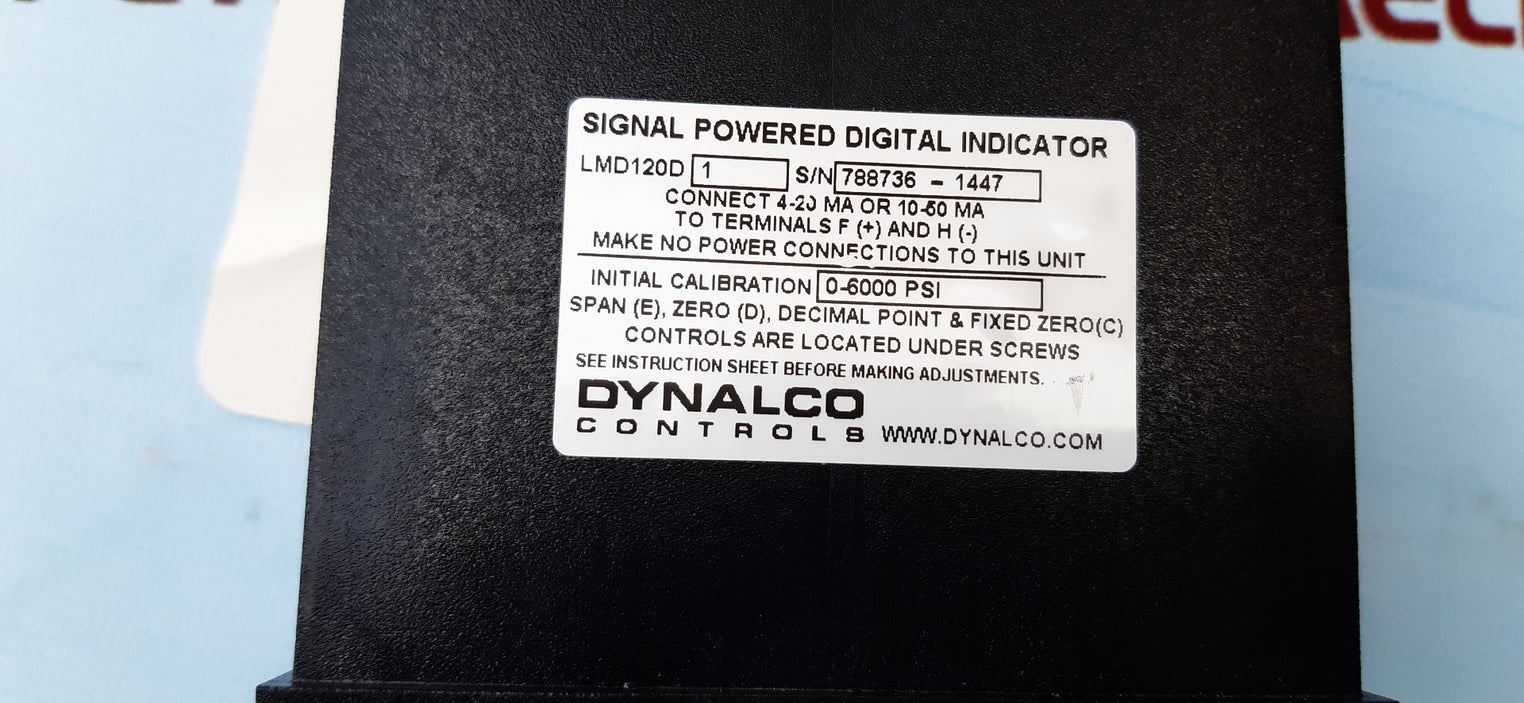 SIGNAL POWERED DIGITAL INDICATOR
LMD120D 1 S/N 788736 - 1447
CONNECT 4-20 MA OR 10-50 MA
TO TERMINALS F (+) AND H (-)
MAKE NO POWER CONNECTIONS TO THIS UNIT
INITIAL CALIBRATION 0-6000 PSI
SPAN (E), ZERO (D), DECIMAL POINT & FIXED ZERO(C)
CONTROLS ARE LOCATED UNDER SCREWS
SEE INSTRUCTION SHEET BEFORE MAKING ADJUSTMENTS.
DYNALCO
CONTROLS WWW.DYNALCO.COM